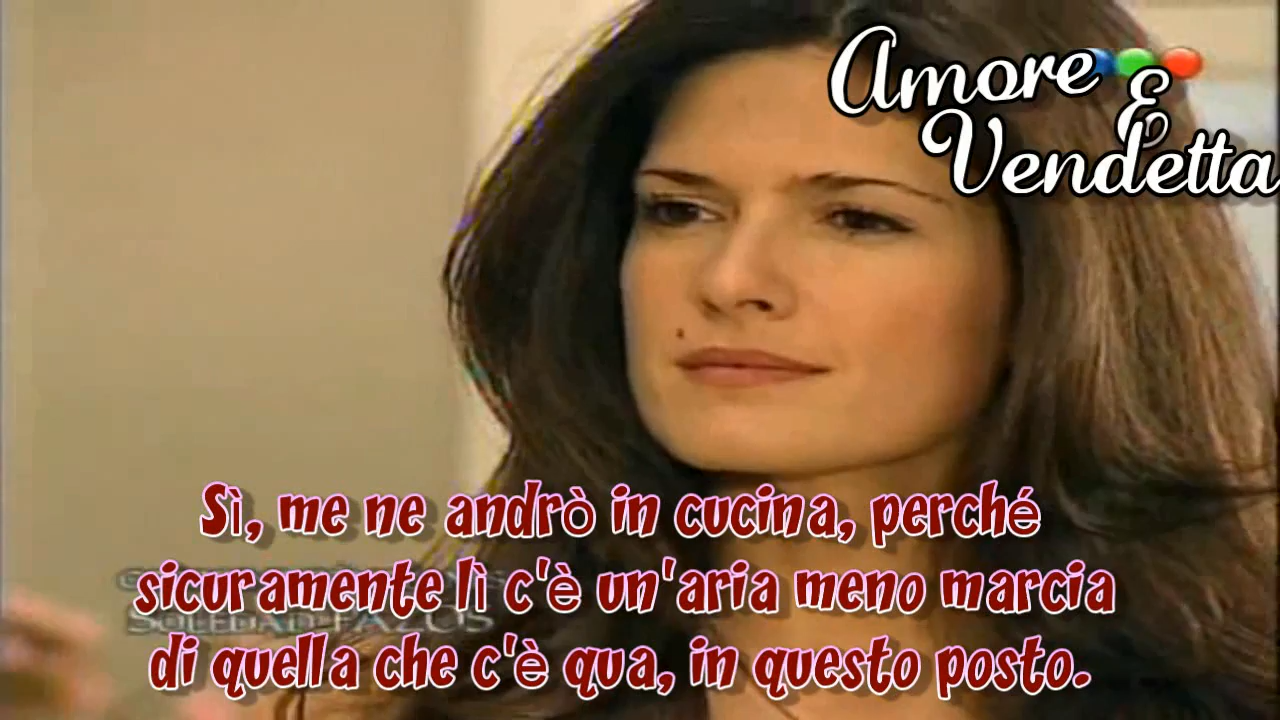 Amore
E
Vendetta
Sì, me ne andrò in cucina, perché
sicuramente lì c'è un'aria meno marcia
SOLEDAD PAZOS
di quella che c'è qua, in questo posto.